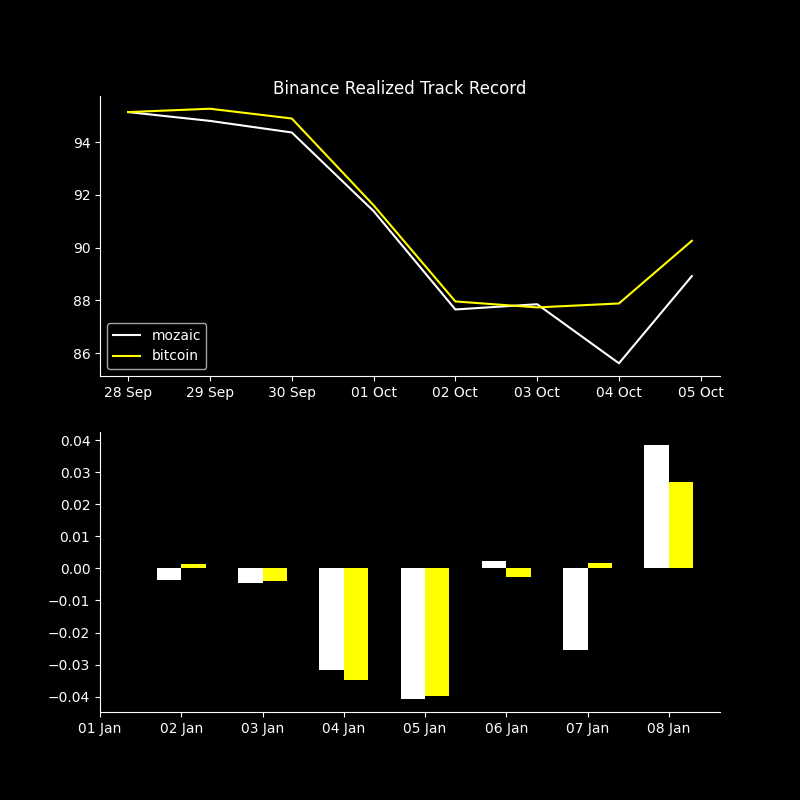 Binance Realized Track Record
94
92
90
88
86
mozaic
bitcoin
28 Sep 29 Sep 30 Sep 01 Oct 02 Oct 03 Oct 04 Oct 05 Oct
0.04
0.03
0.02
0.01
0.00
−0.01
−0.02
−0.03
−0.04
01 Jan 02 Jan 03 Jan 04 Jan 05 Jan 06 Jan 07 Jan 08 Jan